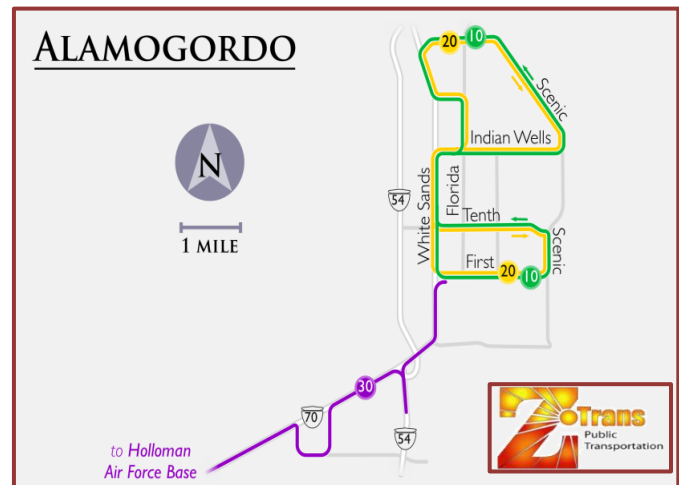 ALAMOGORDO
N
1 MILE
20
10
Scenic
Indian Wells
54
White Sands
Florida
Tenth
Scenic
First
20
10
30
70
54
to Holloman
Air Force Base
Z Trans
Public
Transportation